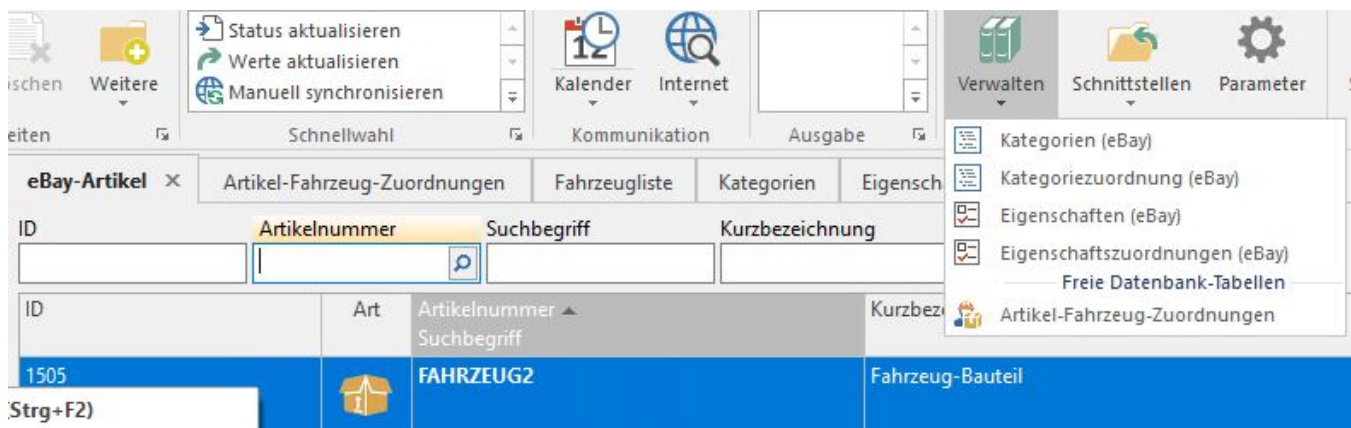 Status aktualisieren
Werte aktualisieren
Manuell synchronisieren
Weitere
Schnellwahl
12
Kalender
Internet
Kommunikation
Ausgabe
Verwalten
Schnittstellen
Parameter
Kategorien (eBay)
Kategoriezuordnung (eBay)
Eigenschaften (eBay)
Eigenschaftszuordnungen (eBay)
Freie Datenbank-Tabellen
Artikel-Fahrzeug-Zuordnungen
eBay-Artikel × Artikel-Fahrzeug-Zuordnungen Fahrzeugliste Kategorien Eigensch
ID Artikelnummer Suchbegriff Kurzbezeichnung
ID Art Artikelnummer Kurzbez
Suchbegriff
1505 FAHRZEUG2 Fahrzeug-Bauteil
(Strg+F2)